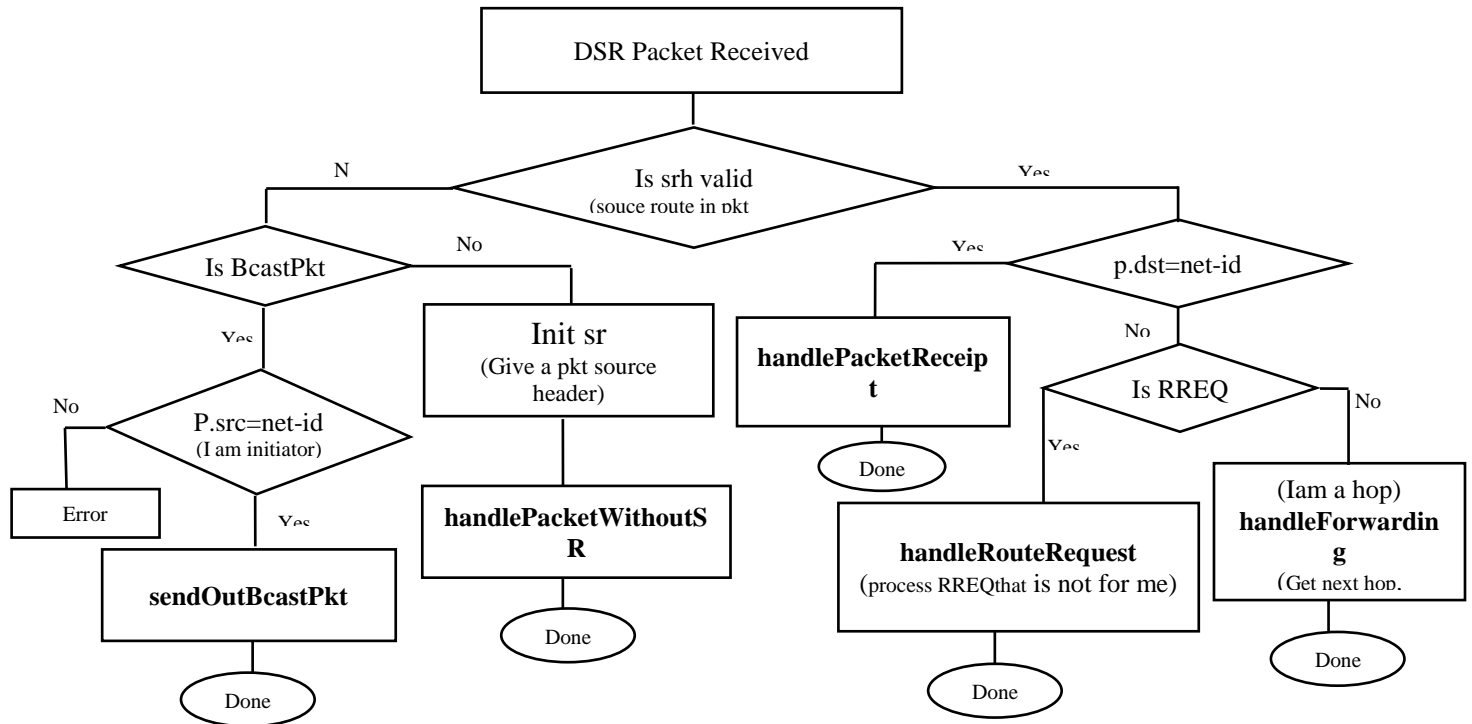 DSR Packet Received
N
Is srh valid
(souce route in pkt
Yes
Is BcastPkt
No
Yes
p.dst=net-id
Yes
Init sr
(Give a pkt source
header)
handlePacketReceip
t
No
Is RREQ
No
P.src=net-id
(I am initiator)
No
Done
Yes
Error
Yes
handlePacketWithoutS
R
(Iam a hop)
handleForwardin
g
(Get next hop,
handleRouteRequest
(process RREQthat is not for me)
sendOutBcastPkt
Done
Done
Done
Done